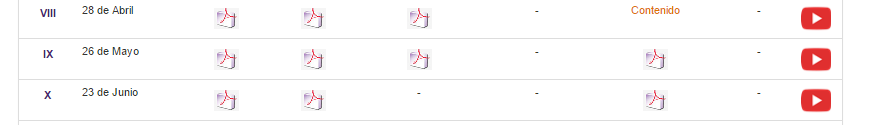 VIII 28 de Abril - Contenido -
IX 26 de Mayo - -
X 23 de Junio - - -